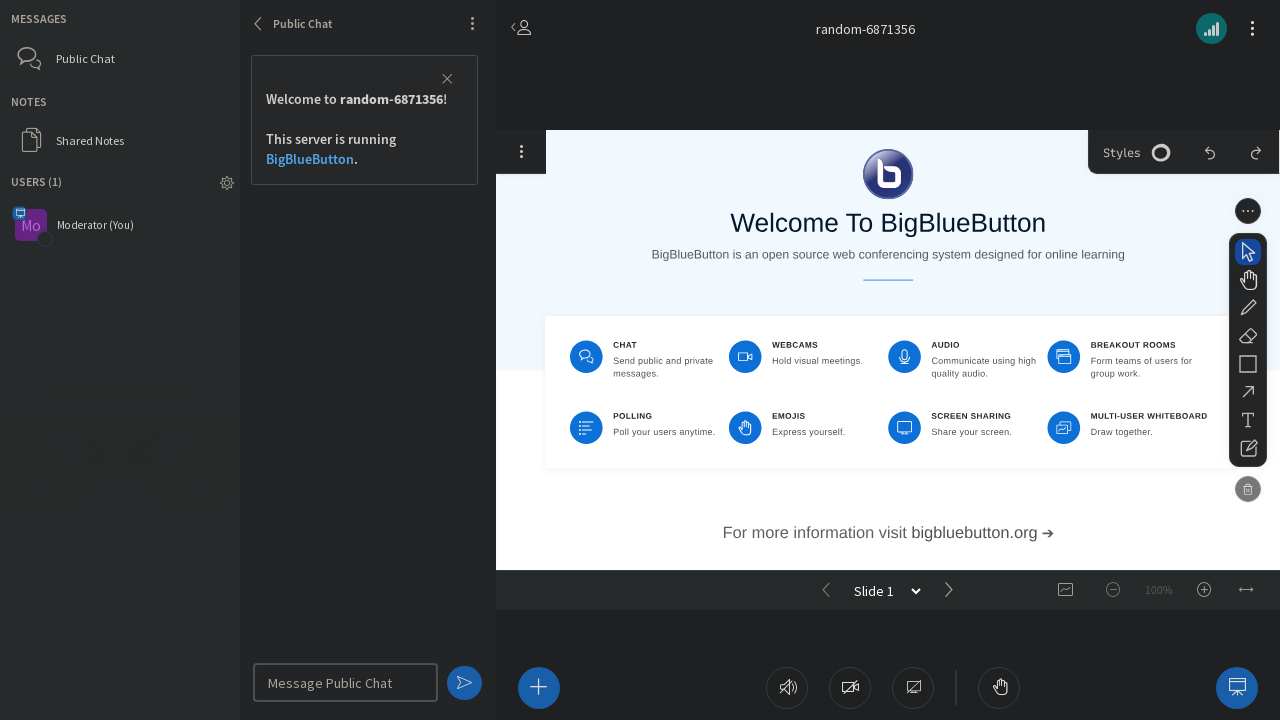 MESSAGES
Public Chat
NOTES
Shared Notes
USERS (1)
Mo
Moderator (You)
Public Chat
Welcome to random-6871356!
This server is running
BigBlueButton.
Message Public Chat
random-6871356
Styles
Welcome To BigBlueButton
BigBlueButton is an open source web conferencing system designed for online learning
CHAT
Send public and private
messages.
WEBCAMS
Hold visual meetings.
AUDIO
Communicate using high
quality audio.
BREAKOUT ROOMS
Form teams of users for
group work.
POLLING
Poll your users anytime.
EMOJIS
Express yourself.
SCREEN SHARING
Share your screen.
MULTI-USER WHITEBOARD
Draw together.
For more information visit bigbluebutton.org →
Slide 1
100%